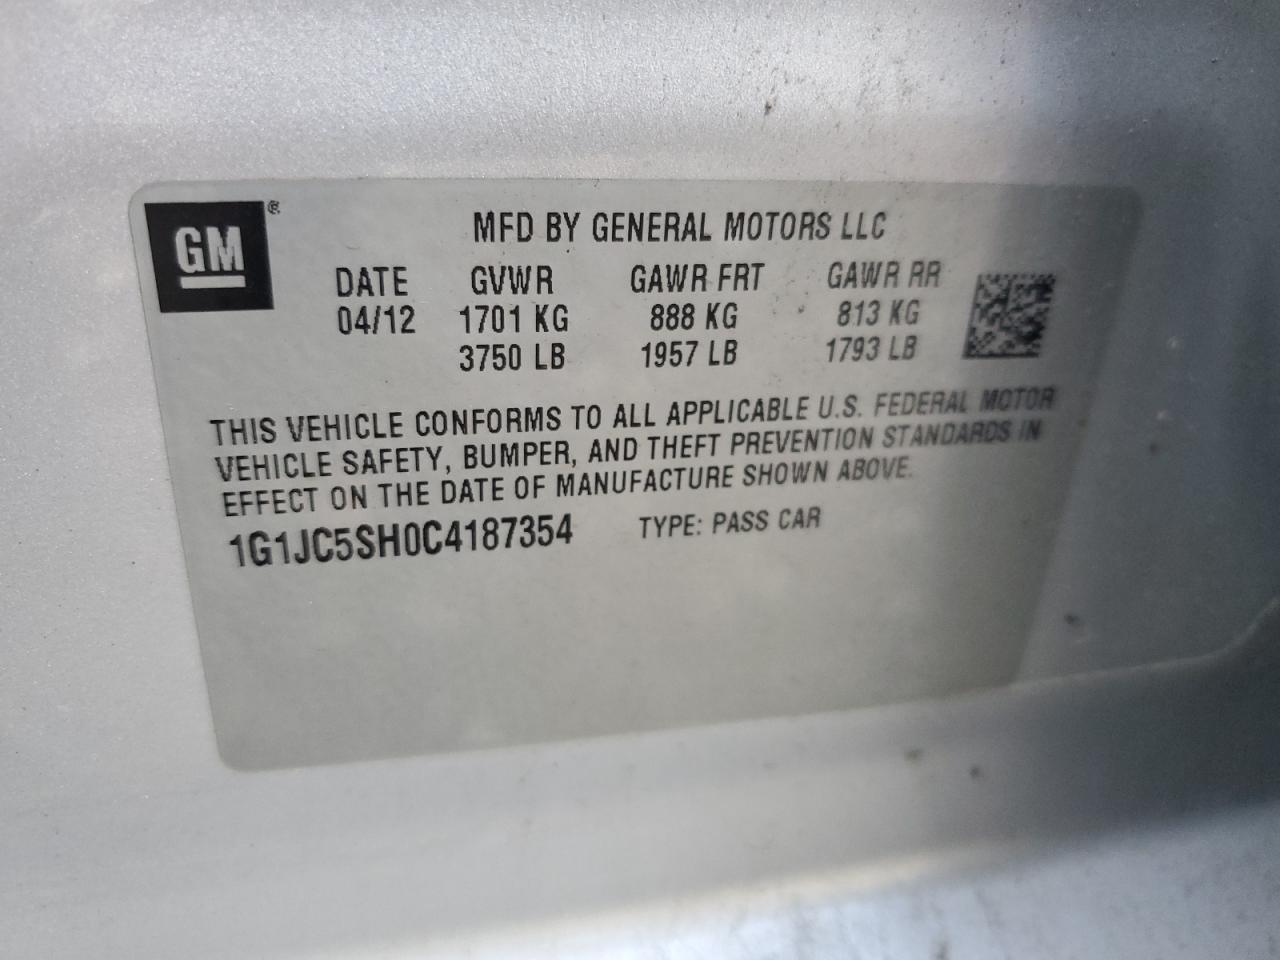 GM ®
MFD BY GENERAL MOTORS LLC
DATE GVWR GAWR FRT GAWR RR
04/12 1701 KG 888 KG 813 KG
3750 LB 1957 LB 1793 LB
THIS VEHICLE CONFORMS TO ALL APPLICABLE U.S. FEDERAL MOTOR
VEHICLE SAFETY, BUMPER, AND THEFT PREVENTION STANDARDS IN
EFFECT ON THE DATE OF MANUFACTURE SHOWN ABOVE.
1G1JC5SH0C4187354 TYPE: PASS CAR